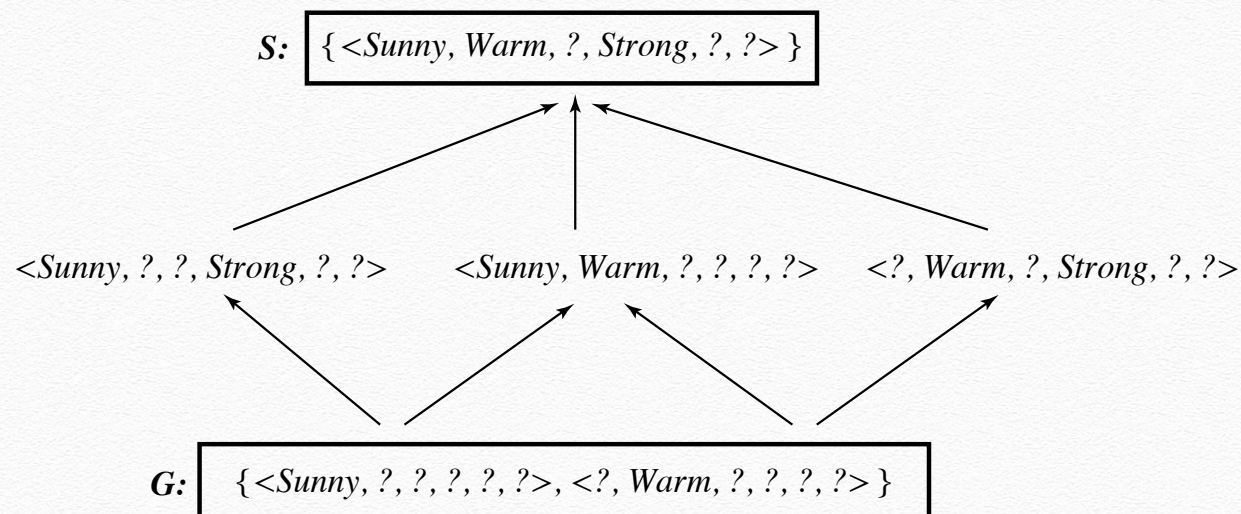 S: {<Sunny, Warm, ?, Strong, ?, ?>}
<Sunny, ?, ?, Strong, ?, ?> <Sunny, Warm, ?, ?, ?, ?> <?, Warm, ?, Strong, ?, ?>
G: {<Sunny, ?, ?, ?, ?, ?>, <?, Warm, ?, ?, ?, ?>}